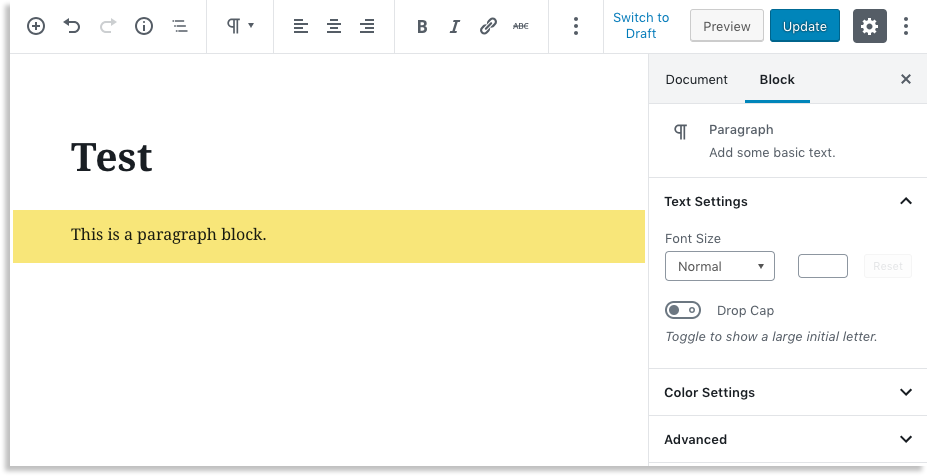 B I ABC
Switch to
Draft
Preview
Update
Document
Block
Test
Paragraph
Add some basic text.
Text Settings
This is a paragraph block.
Font Size
Normal
Reset
Drop Cap
Toggle to show a large initial letter.
Color Settings
Advanced